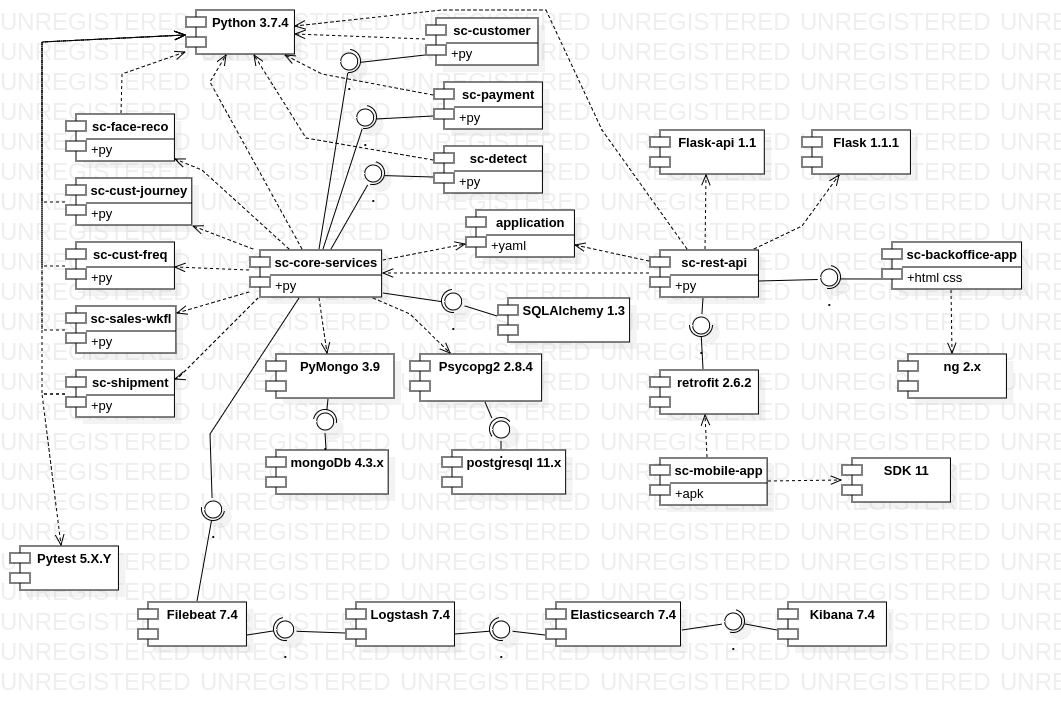 Python 3.7.4
sc-customer
+py
sc-payment
+py
sc-face-reco
+py
Flask-api 1.1
Flask 1.1.1
sc-detect
+py
sc-cust-journey
+py
application
+yaml
sc-cust-freq
+py
sc-core-services
+py
sc-rest-api
+py
sc-backoffice-app
+html css
SQLAlchemy 1.3
sc-sales-wkfl
+py
PyMongo 3.9
Psycopg2 2.8.4
ng 2.x
sc-shipment
+py
retrofit 2.6.2
mongoDb 4.3.x
postgresql 11.x
sc-mobile-app
+apk
SDK 11
Pytest 5.X.Y
Filebeat 7.4
Logstash 7.4
Elasticsearch 7.4
Kibana 7.4
UNREGISTERED